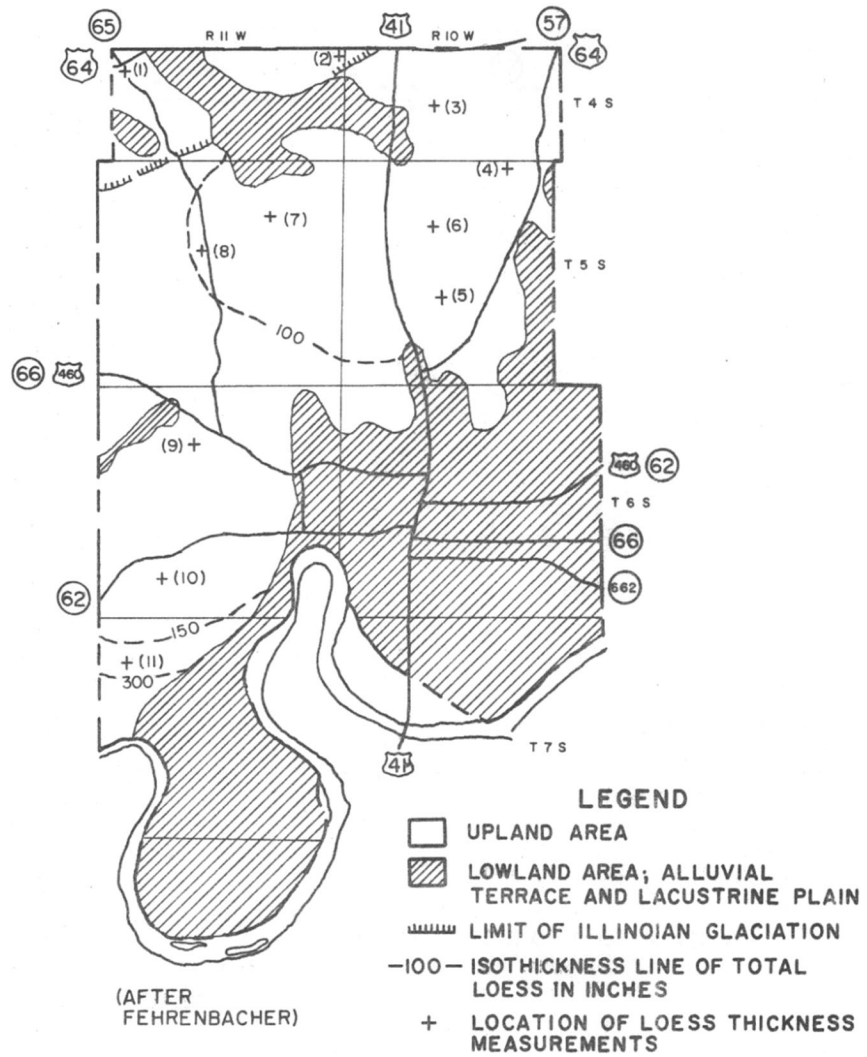 65
R 11 W
41
R 10 W
57
64
+(1)
(2)+
64
+(3)
T 4 S
(4)+
+(7)
+(6)
+(8)
T 5 S
+(5)
100
66
460
(9)+
460
62
T 6 S
66
+(10)
62
662
150
+(11)
300
41
T 7 S
LEGEND
UPLAND AREA
LOWLAND AREA; ALLUVIAL
TERRACE AND LACUSTRINE PLAIN
LIMIT OF ILLINOIAN GLACIATION
–100– ISOTHICKNESS LINE OF TOTAL
LOESS IN INCHES
+ LOCATION OF LOESS THICKNESS
MEASUREMENTS
(AFTER
FEHRENBACHER)